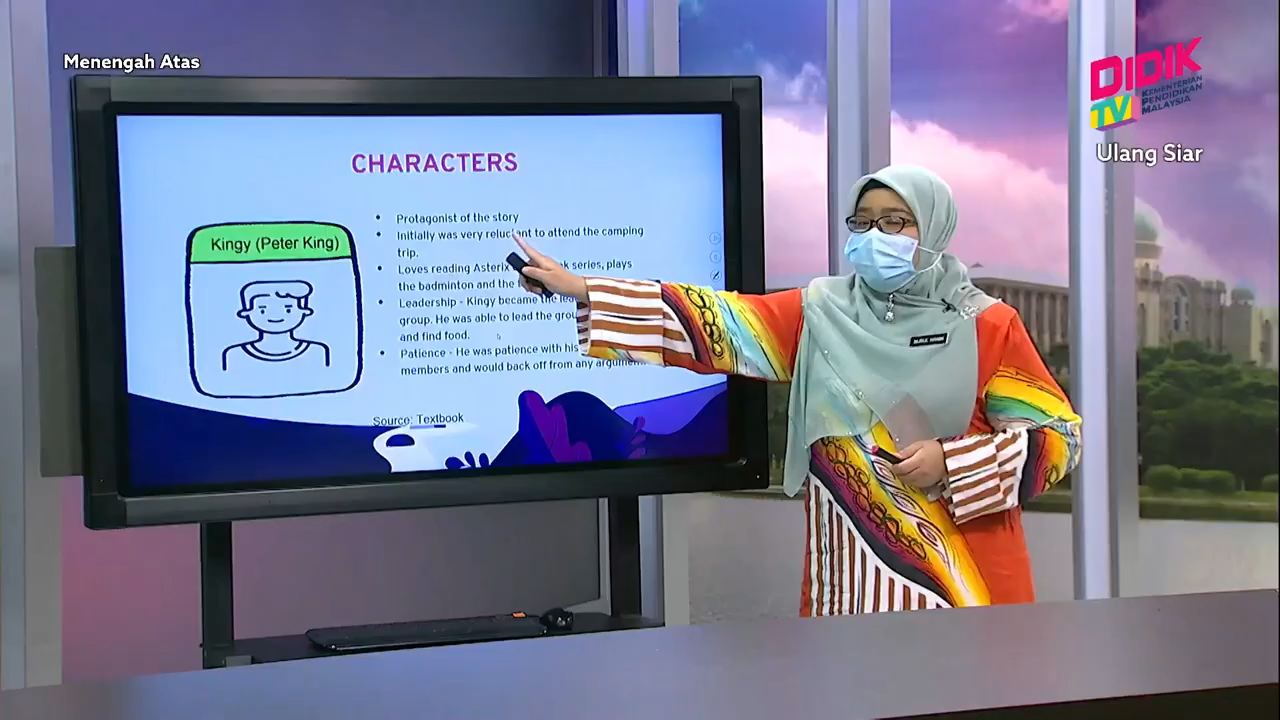 Menengah Atas
DIDIK
TV
KEMENTERIAN
PENDIDIKAN
MALAYSIA
Ulang Siar
CHARACTERS
Kingy (Peter King)
• Protagonist of the story
• Initially was very reluctant to attend the camping
trip.
• Loves reading Asterix series, plays
the badminton and the
• Leadership - Kingy became the
group. He was able to lead the
and find food.
• Patience - He was patience with his
members and would back off from any
Source: Textbook